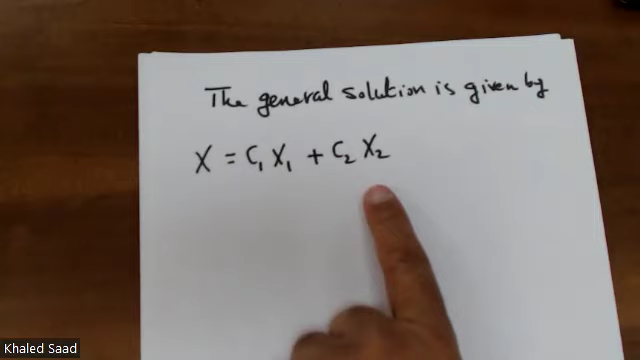 The general solution is given by
X = C₁ X₁ + C₂ X₂
Khaled Saad